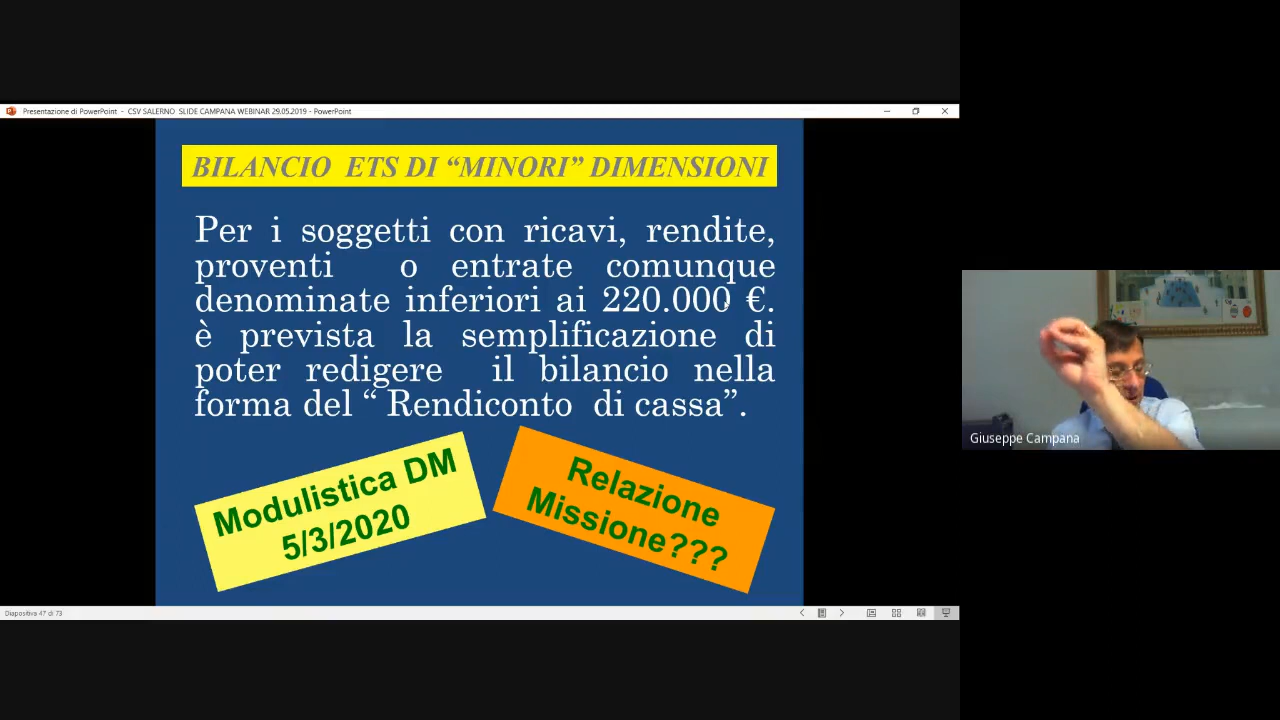 Presentazione di PowerPoint - CSV SALERNO SLIDE CAMPANA WEBINAR 29.05.2019 - PowerPoint
BILANCIO ETS DI “MINORI” DIMENSIONI
Per i soggetti con ricavi, rendite,
proventi o entrate comunque
denominate inferiori ai 220.000 €.
è prevista la semplificazione di
poter redigere il bilancio nella
forma del “ Rendiconto di cassa”.
Modulistica DM
5/3/2020
Relazione
Missione???
Giuseppe Campana
Diapositiva 47 di 73